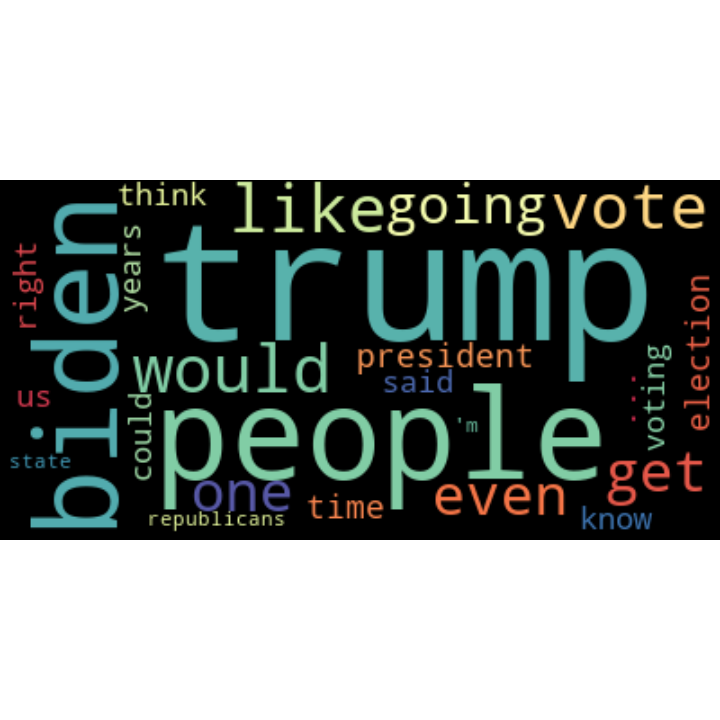 think
like
going
vote
biden
right
years
trump
election
would
president
said
voting
...
us
could
people
'm
state
one
even
get
time
republicans
know